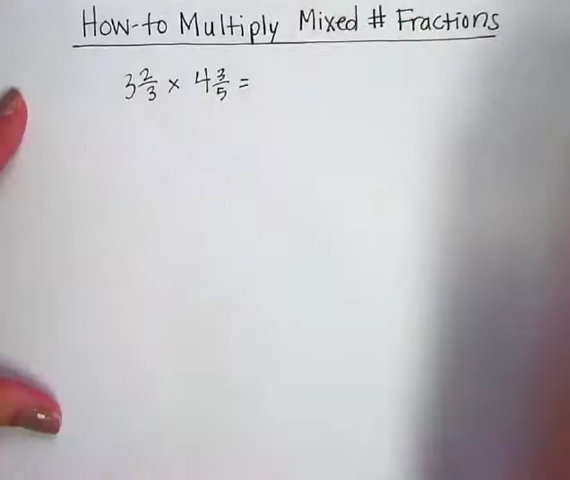 How-to Multiply Mixed # Fractions
3 2/3 × 4 3/5 =